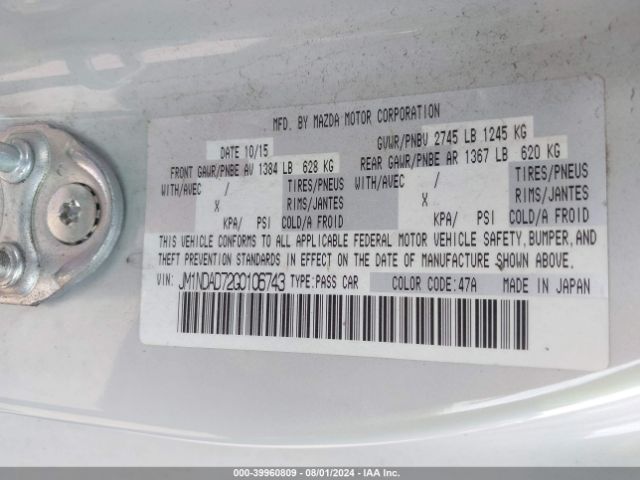 MFD. BY MAZDA MOTOR CORPORATION
DATE 10/15 GVWR/PNBV 2745 LB 1245 KG
FRONT GAWR/PNBE AV 1384 LB 628 KG REAR GAWR/PNBE AR 1367 LB 620 KG
WITH/AVEC / TIRES/PNEUS WITH/AVEC / TIRES/PNEUS
X RIMS/JANTES X RIMS/JANTES
KPA/ PSI COLD/A FROID KPA/ PSI COLD/A FROID
THIS VEHICLE CONFORMS TO ALL APPLICABLE FEDERAL MOTOR VEHICLE SAFETY, BUMPER, AND
THEFT PREVENTION STANDARDS IN EFFECT ON THE DATE OF MANUFACTURE SHOWN ABOVE.
VIN: JM1NDAD72G0106743 TYPE:PASS CAR COLOR CODE:47A MADE IN JAPAN
000-39960809 - 08/01/2024 - IAA Inc.